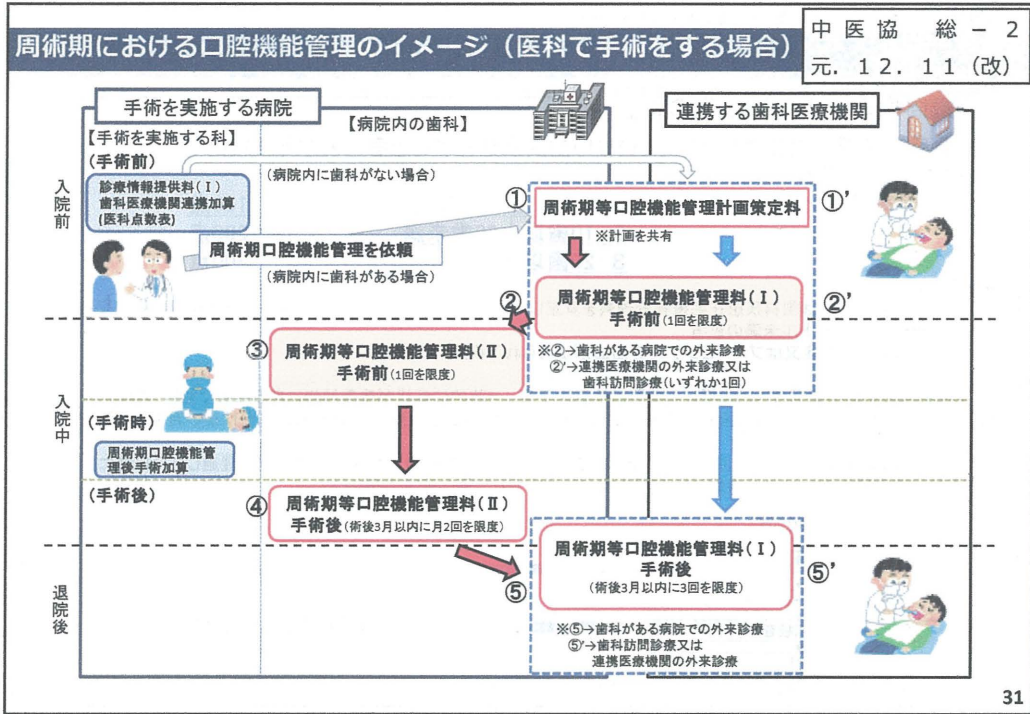 周術期における口腔機能管理のイメージ（医科で手術をする場合）
中医協 総－2
元．12．11（改）
手術を実施する病院
連携する歯科医療機関
【手術を実施する科】
【病院内の歯科】
入院前
(手術前)
診療情報提供料(Ⅰ)
歯科医療機関連携加算
(医科点数表)
(病院内に歯科がない場合)
周術期口腔機能管理を依頼
(病院内に歯科がある場合)
①
周術期等口腔機能管理計画策定料
①’
※計画を共有
②
周術期等口腔機能管理料(Ⅰ)
手術前(1回を限度)
②’
※②→歯科がある病院での外来診療
②’→連携医療機関の外来診療又は
歯科訪問診療(いずれか1回)
入院中
③
周術期等口腔機能管理料(Ⅱ)
手術前(1回を限度)
(手術時)
周術期口腔機能管
理後手術加算
(手術後)
④
周術期等口腔機能管理料(Ⅱ)
手術後(術後3月以内に月2回を限度)
退院後
⑤
周術期等口腔機能管理料(Ⅰ)
手術後
(術後3月以内に3回を限度)
⑤’
※⑤→歯科がある病院での外来診療
⑤’→歯科訪問診療又は
連携医療機関の外来診療
31